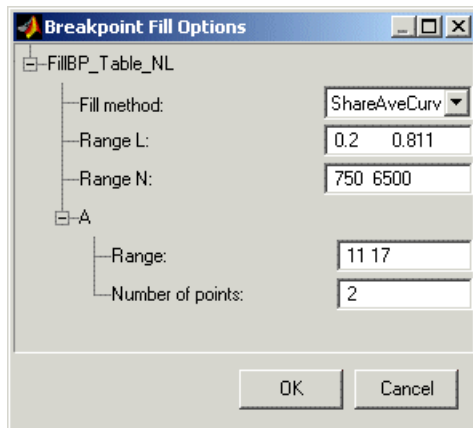 Breakpoint Fill Options
FillBP_Table_NL
Fill method: ShareAveCurv
Range L: 0.2 0.811
Range N: 750 6500
A
Range: 11 17
Number of points: 2
OK Cancel